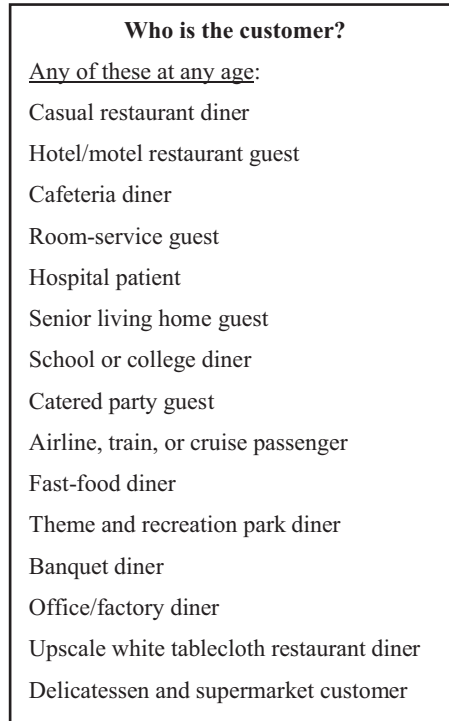 Who is the customer?
Any of these at any age:
Casual restaurant diner
Hotel/motel restaurant guest
Cafeteria diner
Room-service guest
Hospital patient
Senior living home guest
School or college diner
Catered party guest
Airline, train, or cruise passenger
Fast-food diner
Theme and recreation park diner
Banquet diner
Office/factory diner
Upscale white tablecloth restaurant diner
Delicatessen and supermarket customer